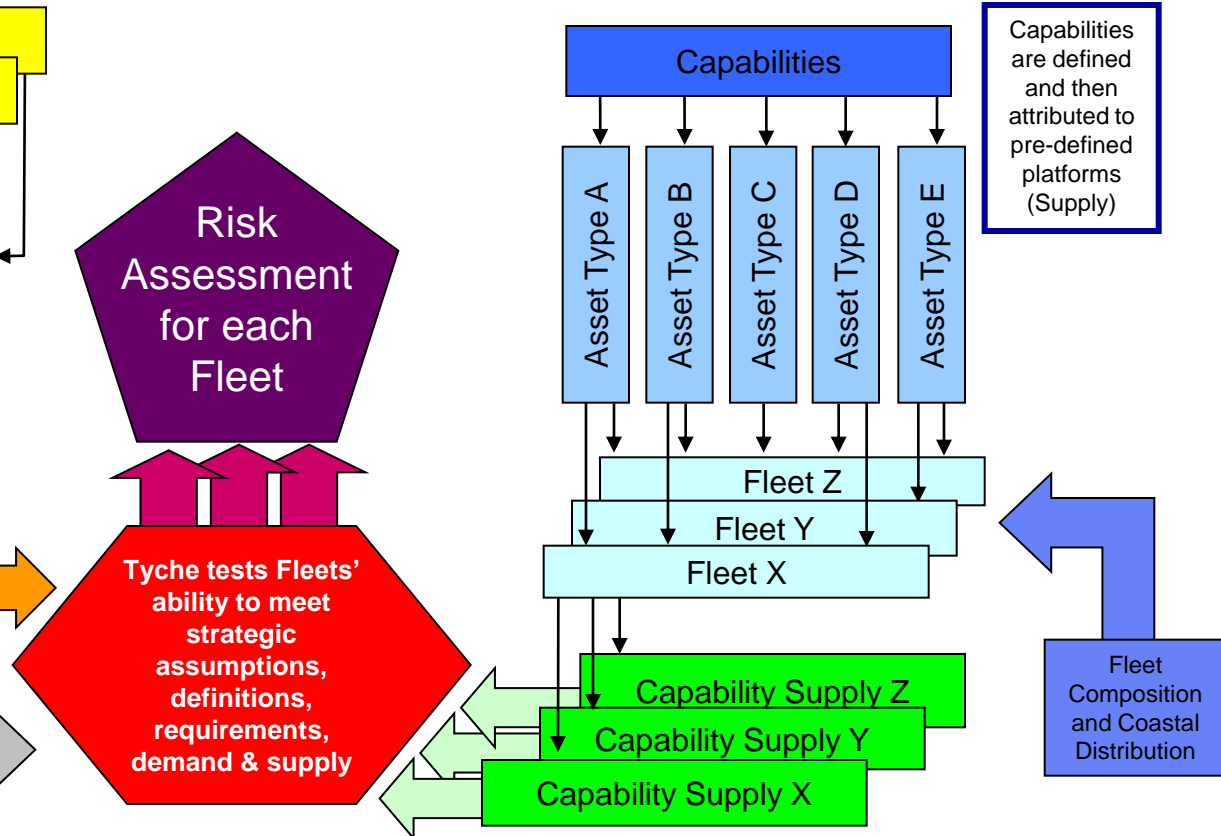 Capabilities
Capabilities
are defined
and then
attributed to
pre-defined
platforms
(Supply)
Asset Type A
Asset Type B
Asset Type C
Asset Type D
Asset Type E
Risk
Assessment
for each
Fleet
Fleet Z
Fleet Y
Fleet X
Tyche tests Fleets’
ability to meet
strategic
assumptions,
definitions,
requirements,
demand & supply
Capability Supply Z
Capability Supply Y
Capability Supply X
Fleet
Composition
and Coastal
Distribution